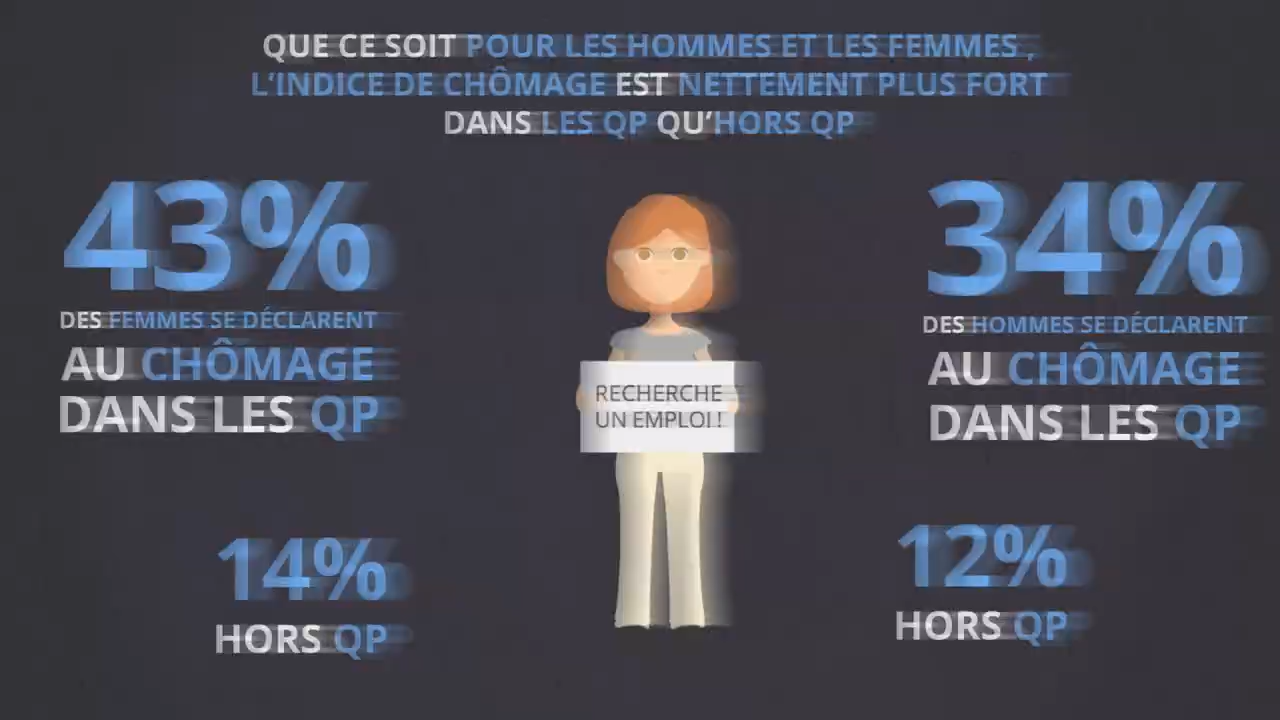 QUE CE SOIT POUR LES HOMMES ET LES FEMMES ,
L'INDICE DE CHÔMAGE EST NETTEMENT PLUS FORT
DANS LES QP QU'HORS QP
43%
DES FEMMES SE DÉCLARENT
AU CHÔMAGE
DANS LES QP
14%
HORS QP
RECHERCHE
UN EMPLOI !
34%
DES HOMMES SE DÉCLARENT
AU CHÔMAGE
DANS LES QP
12%
HORS QP